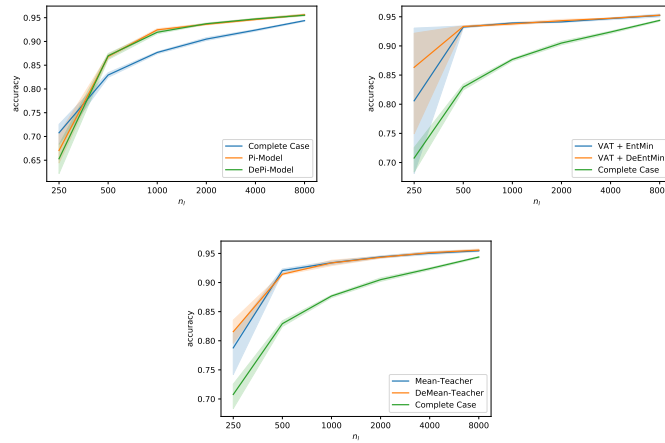 0.95
0.90
0.85
0.80
0.75
0.70
0.65
accuracy
Complete Case
Pi-Model
DePi-Model
250 500 1000 2000 4000 8000
nl
0.95
0.90
0.85
0.80
0.75
0.70
accuracy
VAT + EntMin
VAT + DeEntMin
Complete Case
250 500 1000 2000 4000 8000
nl
0.95
0.90
0.85
0.80
0.75
0.70
accuracy
Mean-Teacher
DeMean-Teacher
Complete Case
250 500 1000 2000 4000 8000
nl